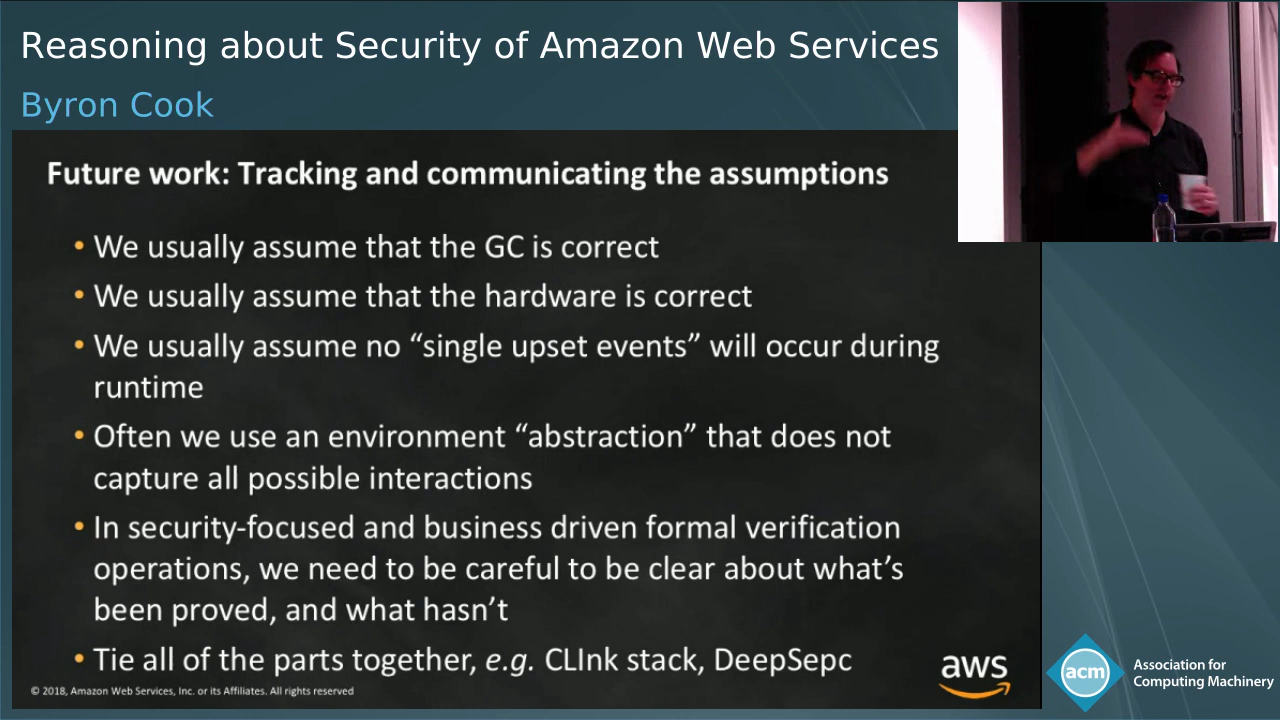 Reasoning about Security of Amazon Web Services
Byron Cook
Future work: Tracking and communicating the assumptions
• We usually assume that the GC is correct
• We usually assume that the hardware is correct
• We usually assume no “single upset events” will occur during
runtime
• Often we use an environment “abstraction” that does not
capture all possible interactions
• In security-focused and business driven formal verification
operations, we need to be careful to be clear about what’s
been proved, and what hasn’t
• Tie all of the parts together, e.g. CLInk stack, DeepSepc
© 2018, Amazon Web Services, Inc. or its Affiliates. All rights reserved
aws
acm
Association for
Computing Machinery